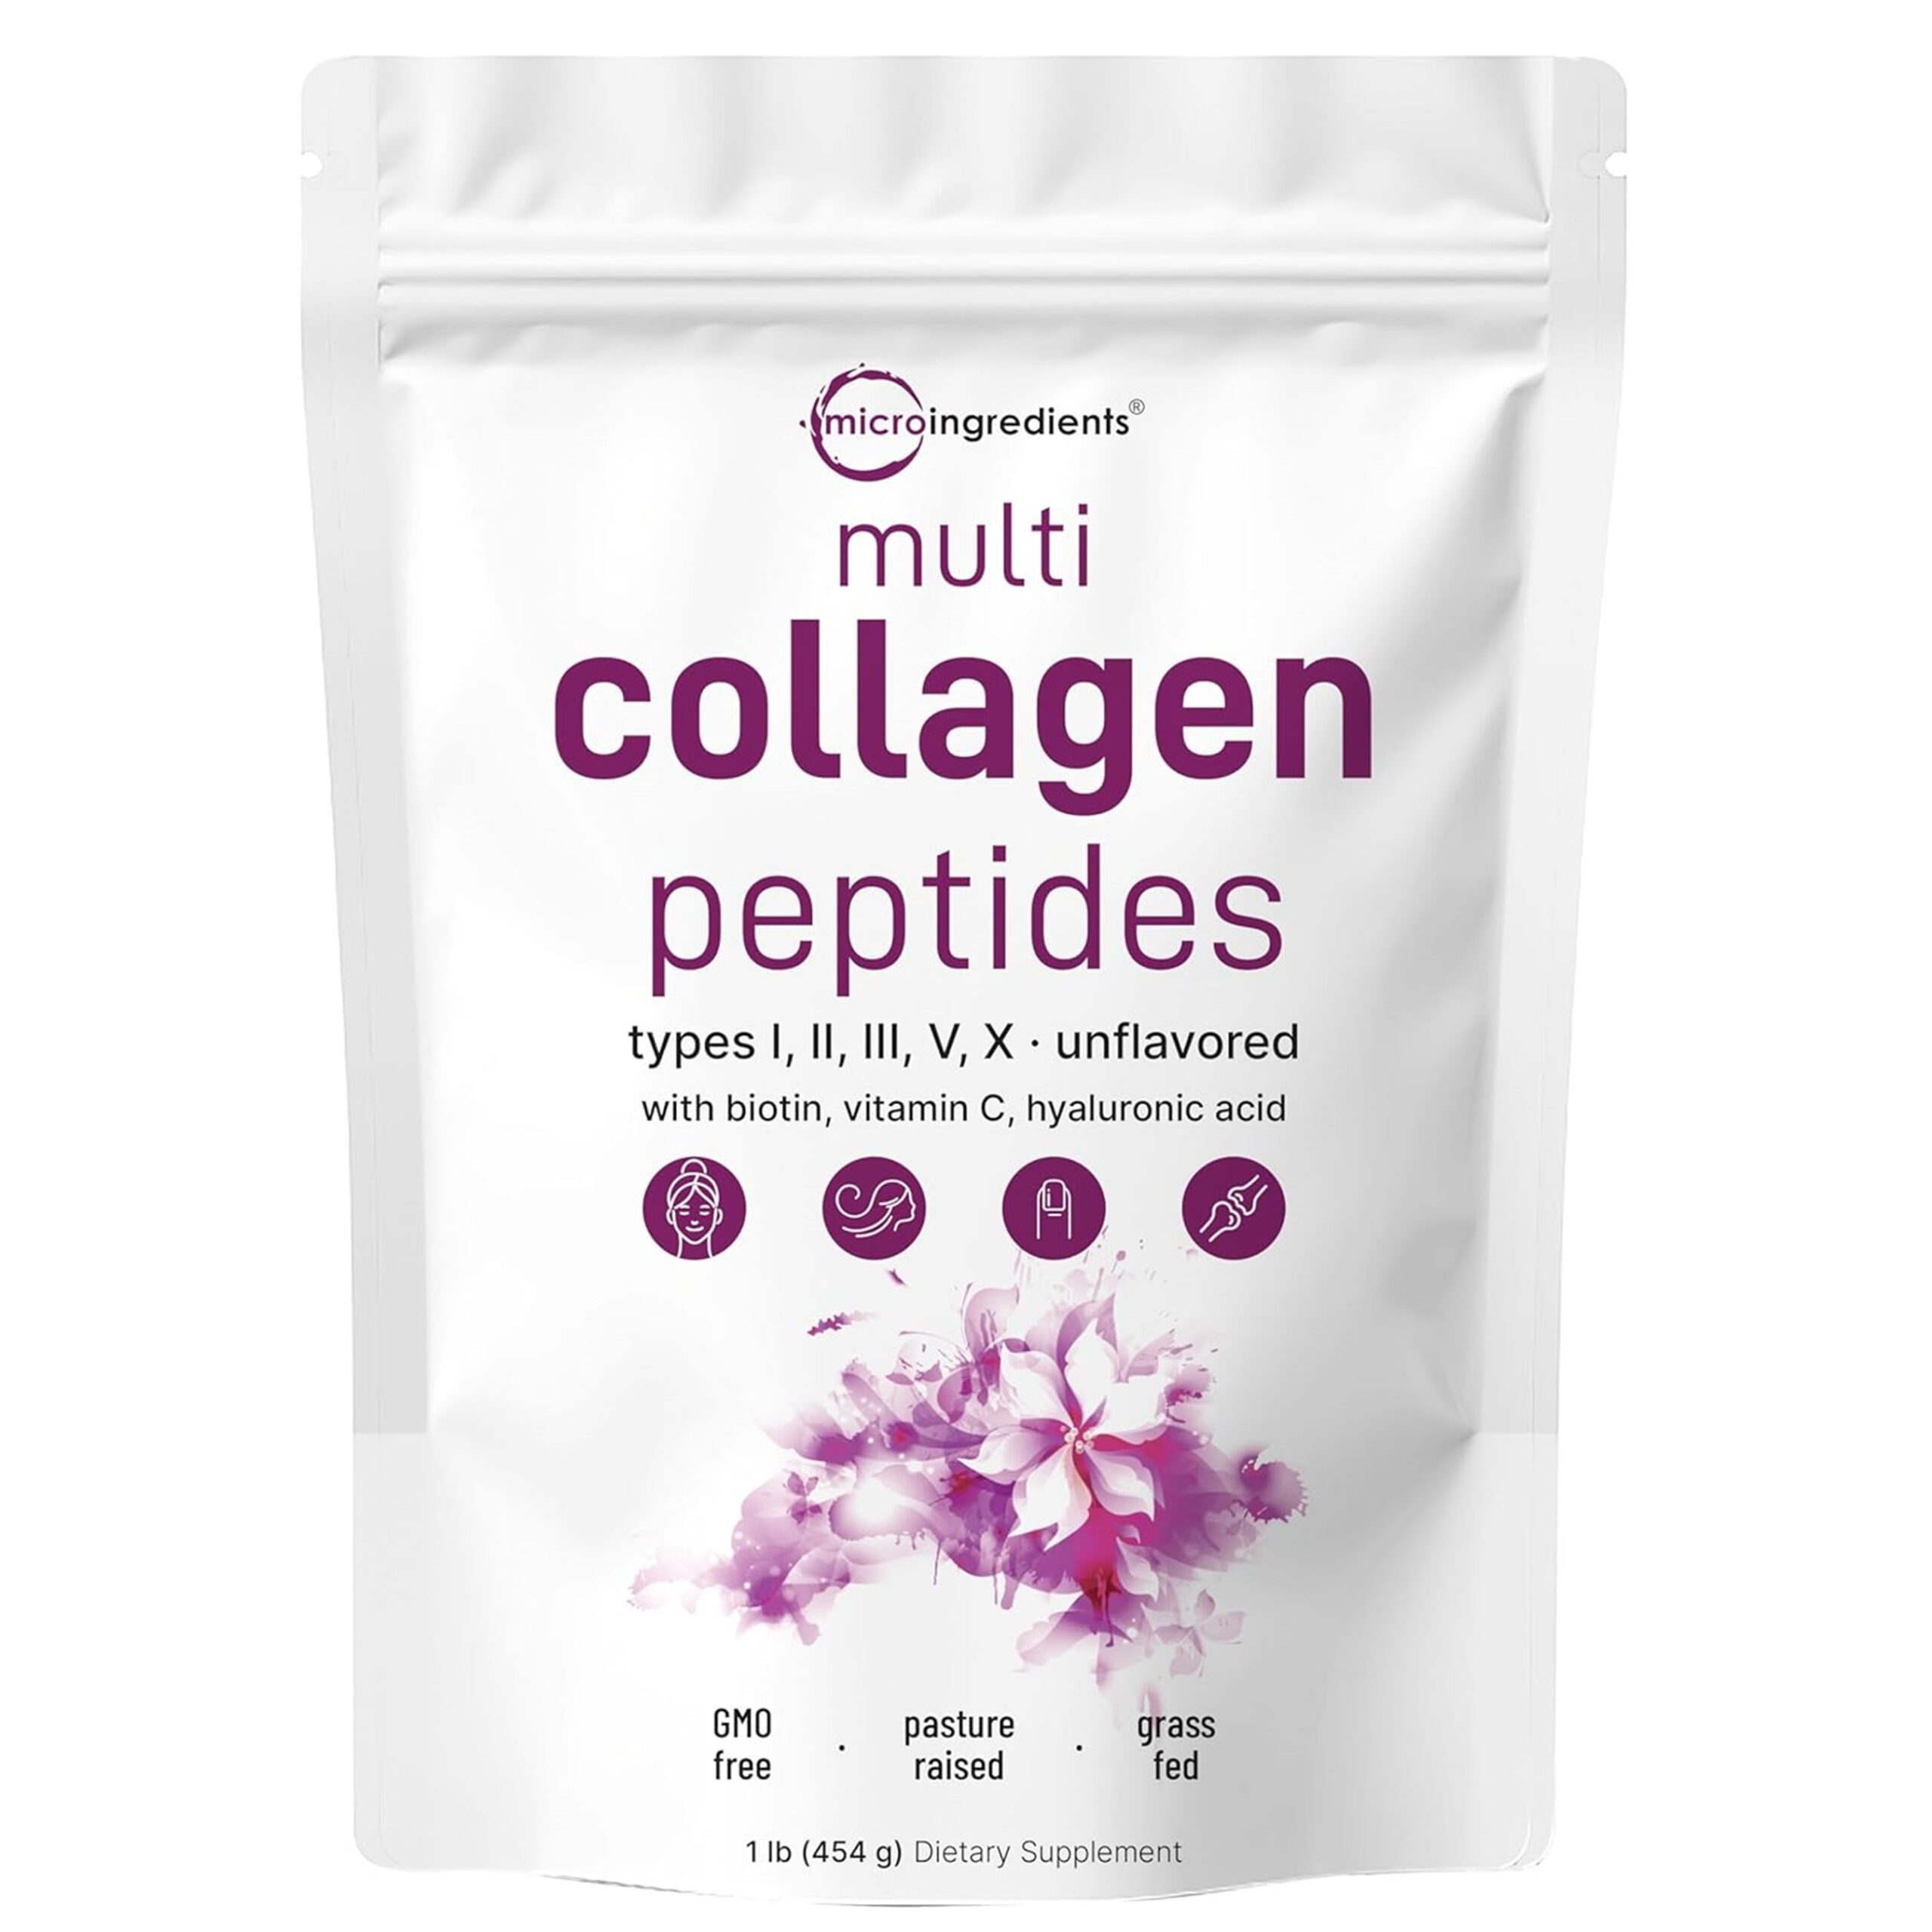 microingredients®
multi
collagen
peptides
types I, II, III, V, X · unflavored
with biotin, vitamin C, hyaluronic acid
GMO free · pasture raised · grass fed
1 lb (454 g) Dietary Supplement